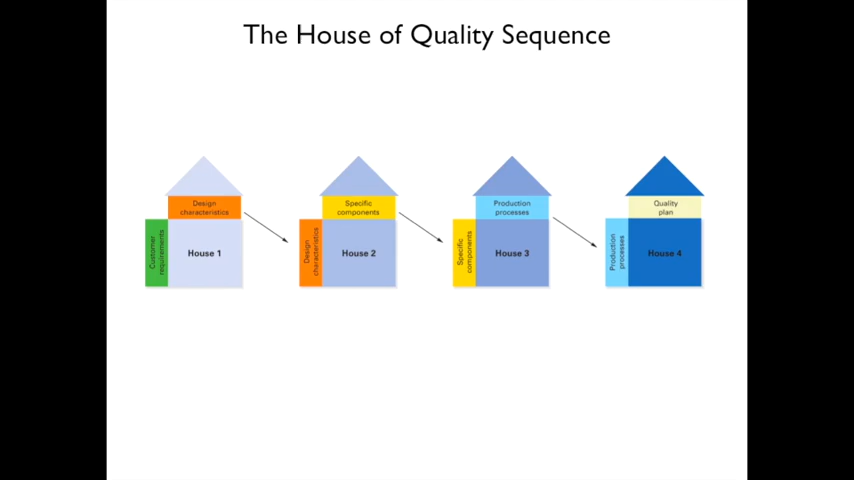 The House of Quality Sequence
Design
characteristics
Customer
requirements
House 1
Specific
components
Design
characteristics
House 2
Production
processes
Specific
components
House 3
Quality
plan
Production
processes
House 4